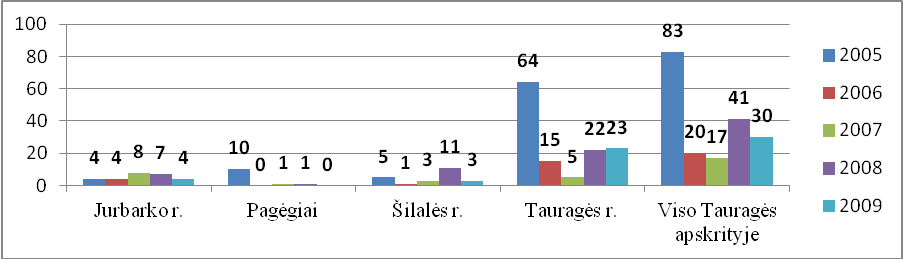 100
80
60
40
20
0
4 4 8 7 4
10 0 1 1 0
5 1 3 11 3
64 15 5 22 23
83 20 17 41 30
Jurbarko r.
Pagėgiai
Šilalės r.
Tauragės r.
Viso Tauragės
apskrityje
2005
2006
2007
2008
2009